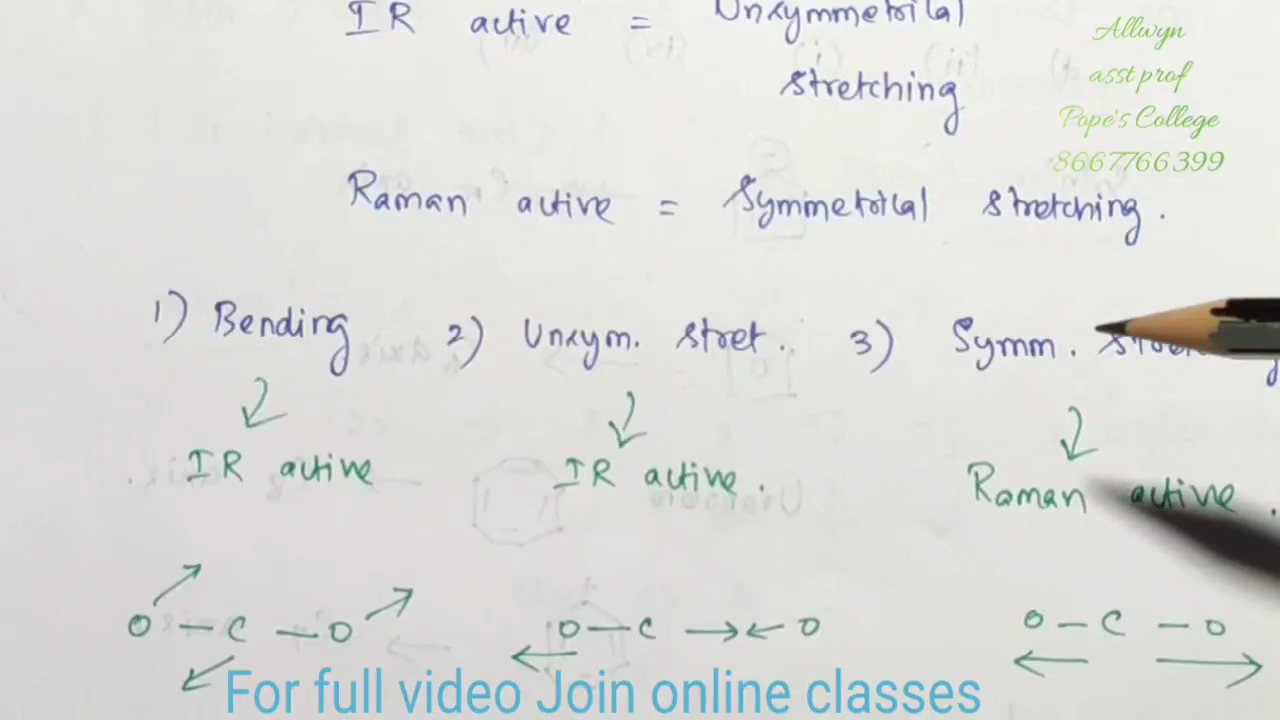 IR active = Unsymmetrical
stretching
Allwyn
asst prof
Pope's College
8667766399
Raman active = Symmetrical stretching.
1) Bending 2) Unsym. stret. 3) Symm.
IR active IR active. Raman active.
O - C - O O - C → ← O O - C - O
For full video Join online classes